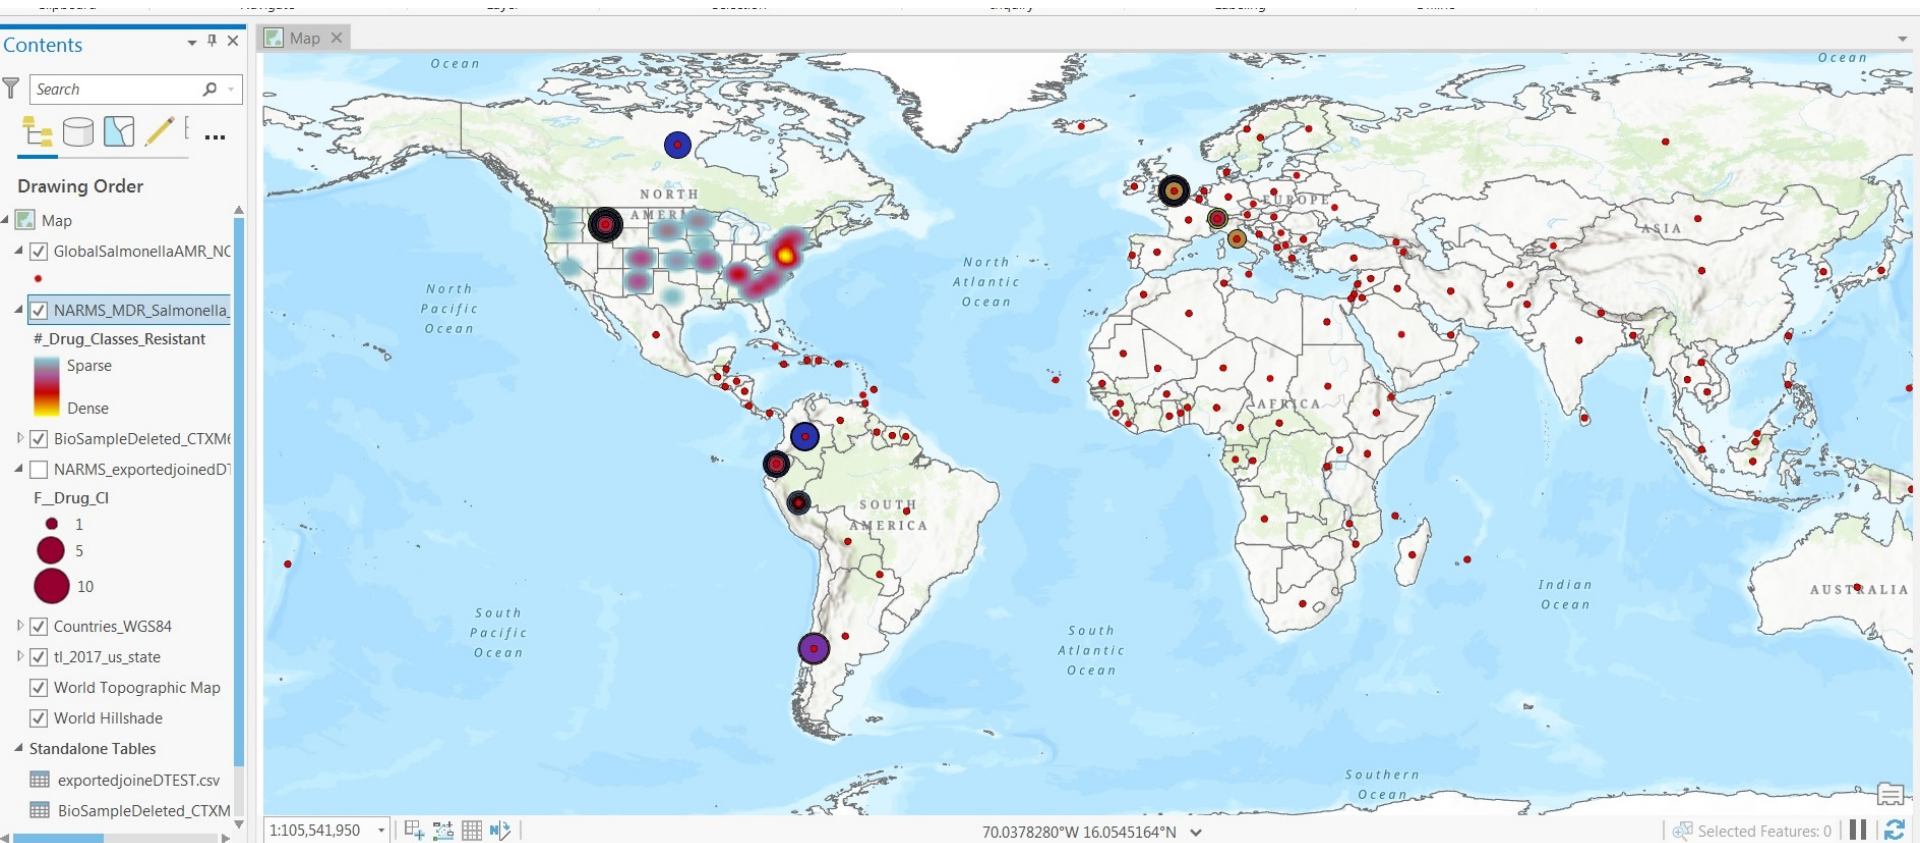 Contents
Map
Search
Drawing Order
Map
GlobalSalmonellaAMR_NC
NARMS_MDR_Salmonella_
#_Drug_Classes_Resistant
Sparse
Dense
NARMS_exportedjoinedD
F__Drug_Cl
1
5
10
Countries_WGS84
tl_2017_us_state
World Topographic Map
World Hillshade
Standalone Tables
exportedjoineDTEST.csv
BioSampleDeleted_CTXM
Ocean
Ocean
NORTH
AMERI
EUROPE
ASIA
North
Pacific
Ocean
North
Atlantic
Ocean
AFRICA
SOUTH
AMERICA
Indian
Ocean
AUSTRALIA
South
Pacific
Ocean
South
Atlantic
Ocean
Southern
Ocean
1:105,541,950
70.0378280°W 16.0545164°N
Selected Features: 0